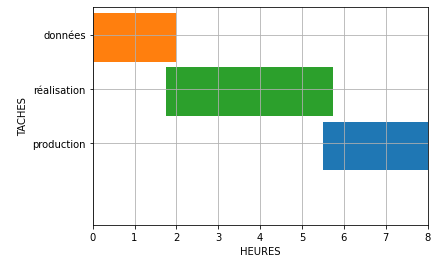 données
réalisation
production
TACHES
0 1 2 3 4 5 6 7 8
HEURES